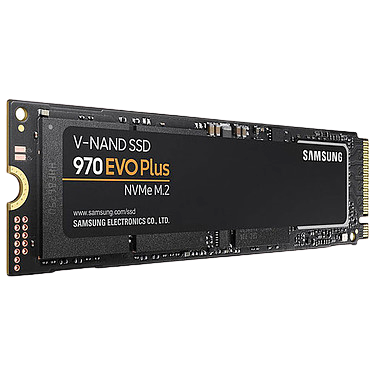 V-NAND SSD
970 EVO Plus
NVMe M.2
SAMSUNG
www.samsung.com/ssd
SAMSUNG ELECTRONICS CO., LTD.